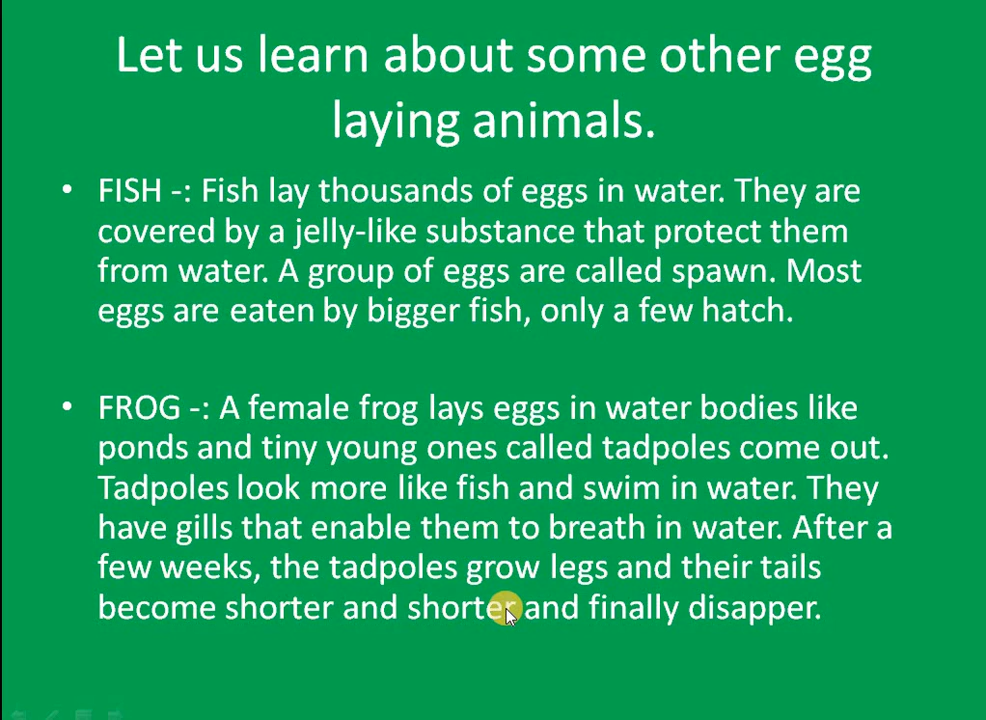 Let us learn about some other egg
laying animals.
• FISH -: Fish lay thousands of eggs in water. They are
covered by a jelly-like substance that protect them
from water. A group of eggs are called spawn. Most
eggs are eaten by bigger fish, only a few hatch.
• FROG -: A female frog lays eggs in water bodies like
ponds and tiny young ones called tadpoles come out.
Tadpoles look more like fish and swim in water. They
have gills that enable them to breath in water. After a
few weeks, the tadpoles grow legs and their tails
become shorter and shorter and finally disapper.